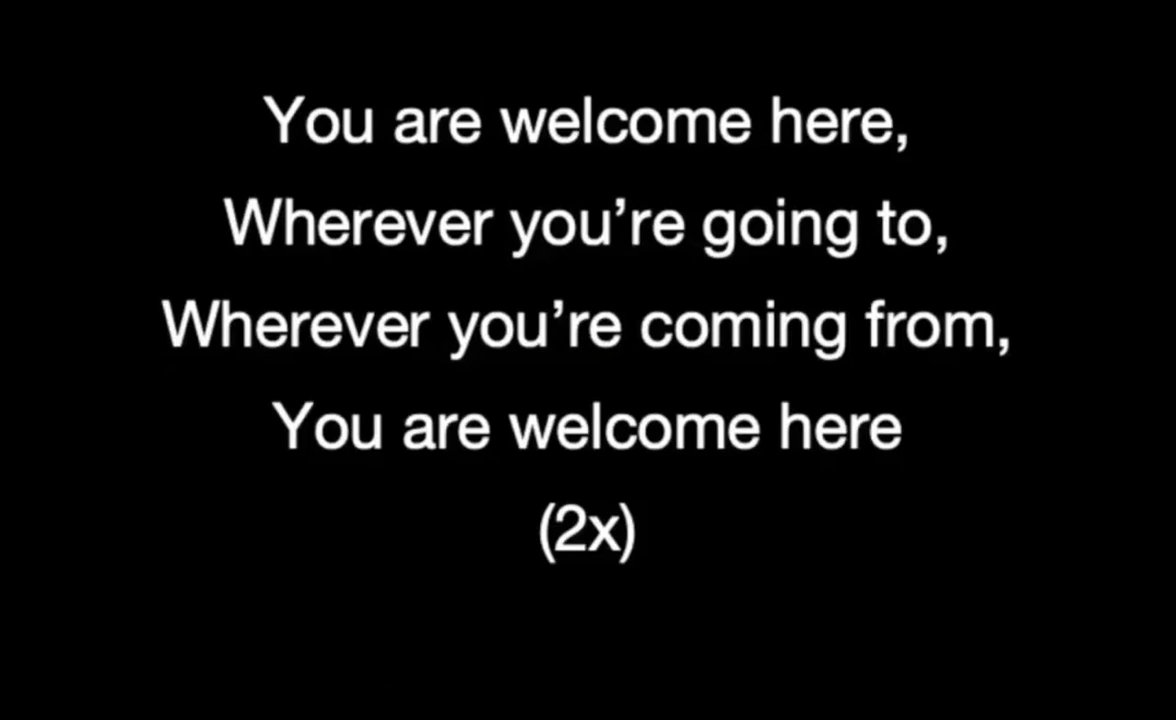 You are welcome here,
Wherever you’re going to,
Wherever you’re coming from,
You are welcome here
(2x)